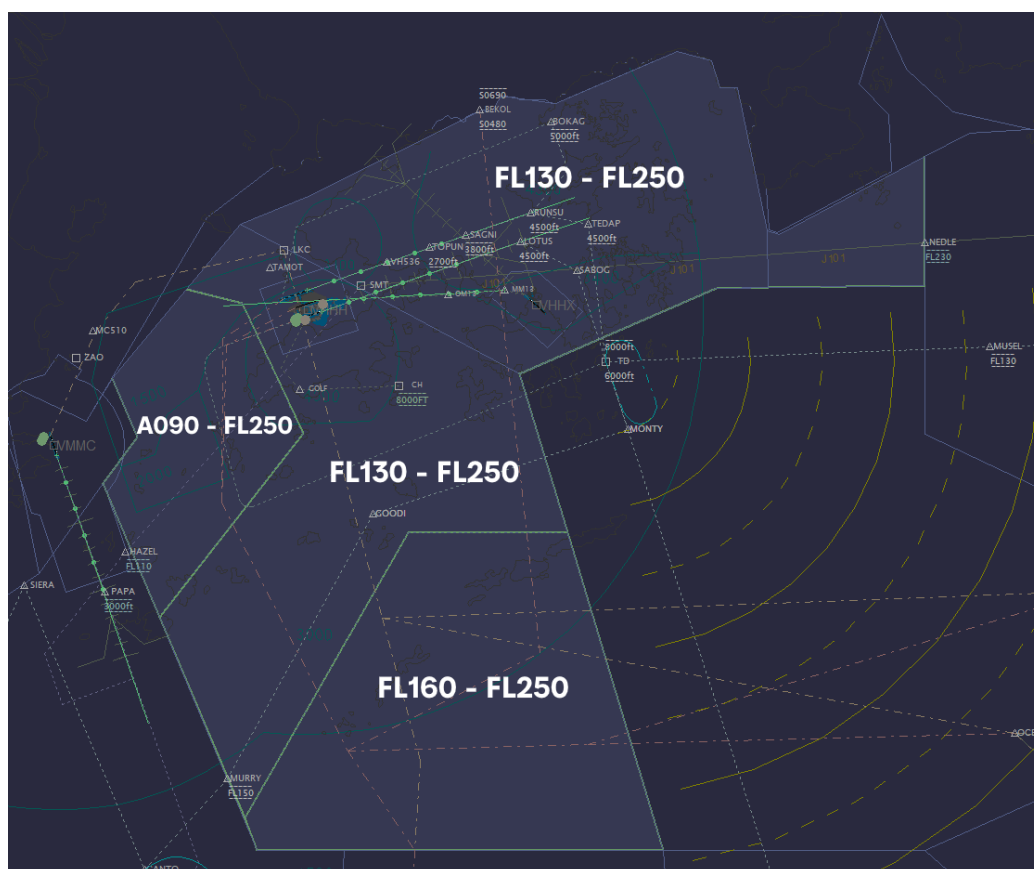 S0690
BEKOL
S0480
BOKAG
5000ft
FL130 - FL250
RUNSU
4500ft
TEDAP
4500ft
SAGNI
3800ft
LOTUS
4500ft
TOPUN
2700ft
NEDLE
FL230
LKC
TAMOT
VH536
SABOG
J101
SMT
J101
MM13
VHHX
MC510
ZAO
8000ft
TD
6000ft
MUSEL
FL130
GOLF
CH
8000FT
A090 - FL250
MONTY
VMMC
FL130 - FL250
GOODI
HAZEL
FL110
SIERA
PAPA
3000ft
FL160 - FL250
MURRY
FL150